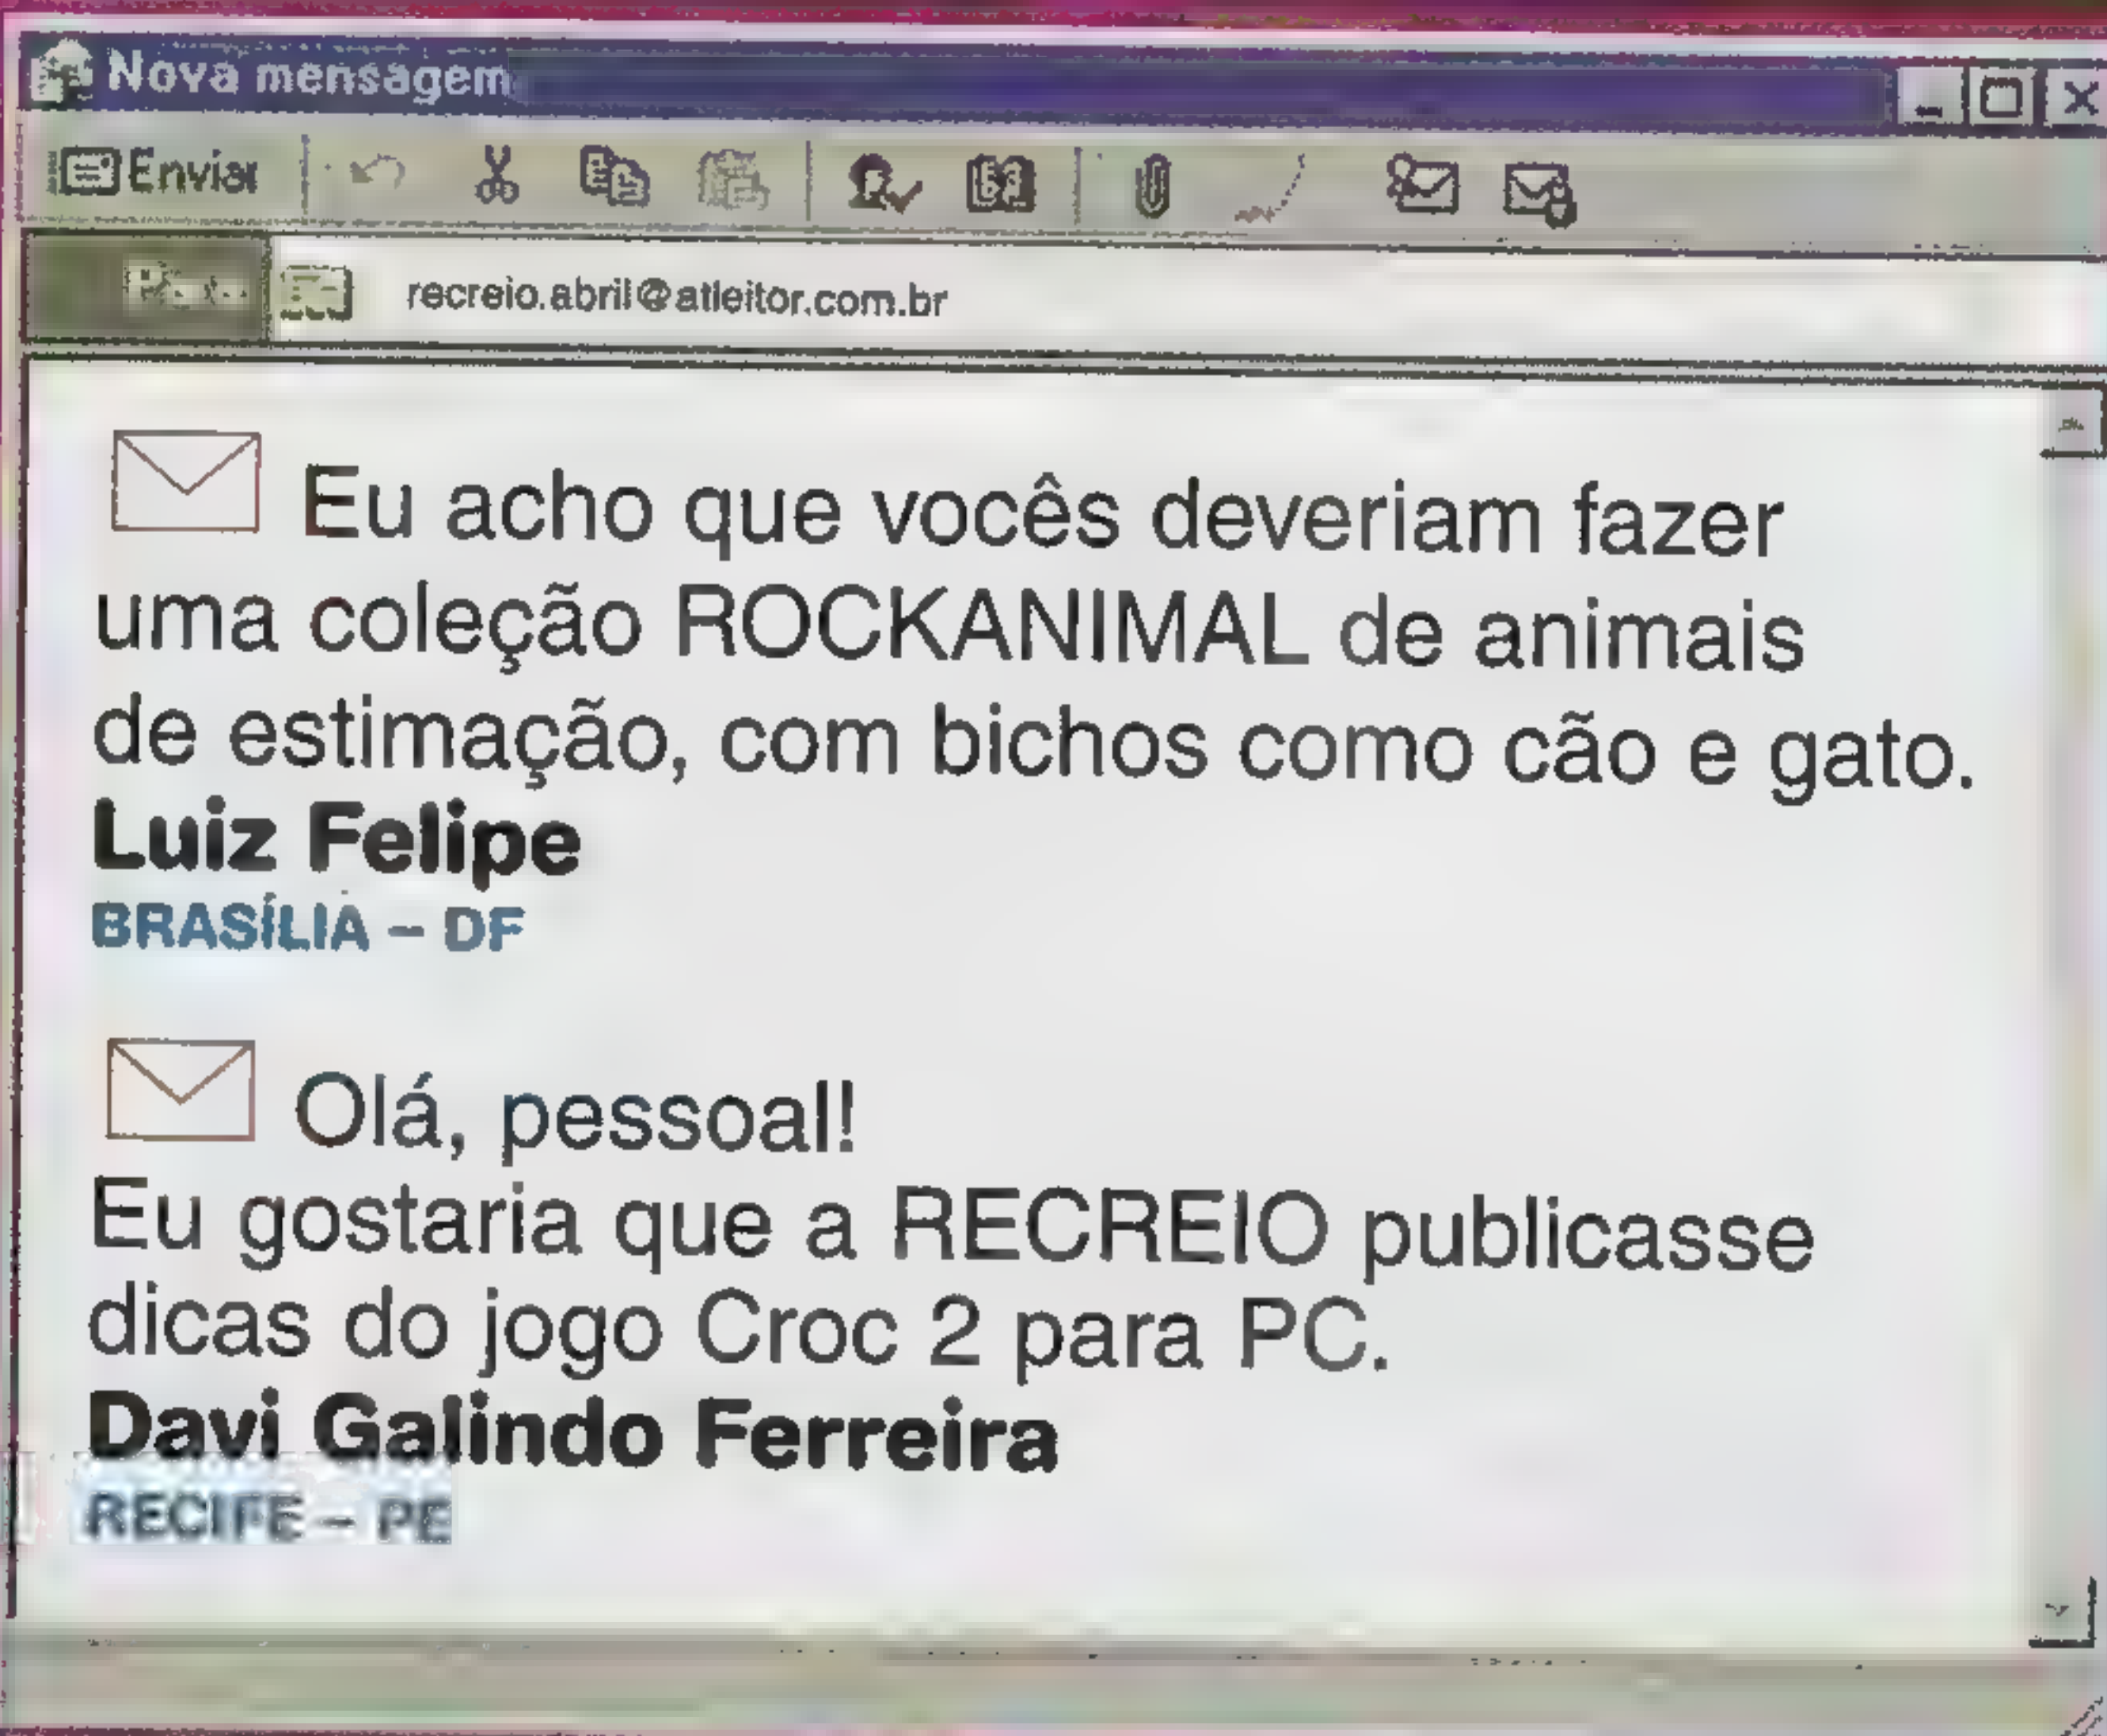 Nova mensagem
Enviar
recreio.abril@atleitor.com.br
Eu acho que vocês deveriam fazer
uma coleção ROCKANIMAL de animais
de estimação, com bichos como cão e gato.
Luiz Felipe
BRASÍLIA – DF
Olá, pessoal!
Eu gostaria que a RECREIO publicasse
dicas do jogo Croc 2 para PC.
Davi Galindo Ferreira
RECIFE – PE